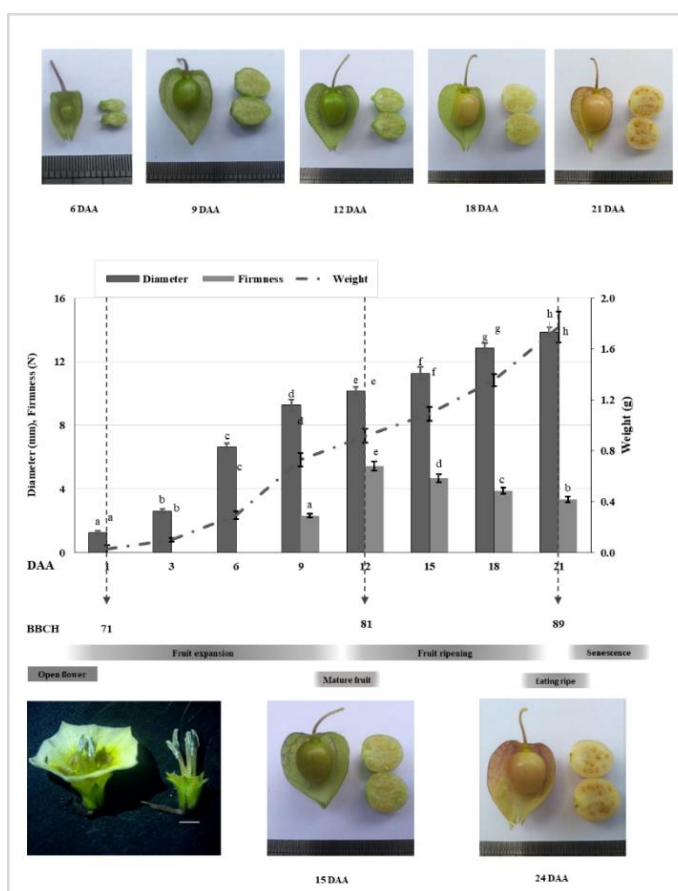 6 DAA
9 DAA
12 DAA
18 DAA
21 DAA
Diameter
Firmness
Weight
Diameter (mm), Firmness (N)
16
12
8
4
0
2.0
1.6
1.2
0.8
0.4
0.0
Weight (g)
a
a
b
b
c
c
d
d
a
e
e
e
f
f
d
g
g
c
h
h
b
DAA
1
3
6
9
12
15
18
21
BBCH
71
81
89
Fruit expansion
Fruit ripening
Senescence
Open flower
Mature fruit
Eating ripe
15 DAA
24 DAA